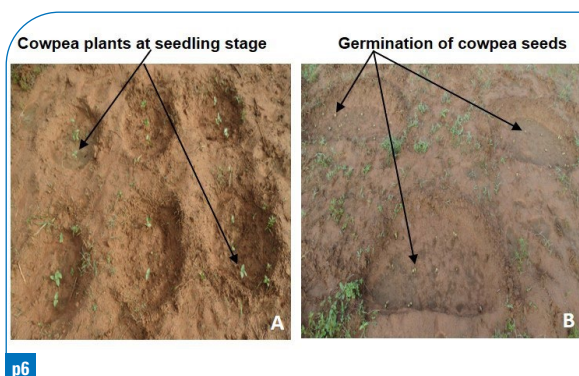 Cowpea plants at seedling stage
Germination of cowpea seeds
A
B
p6